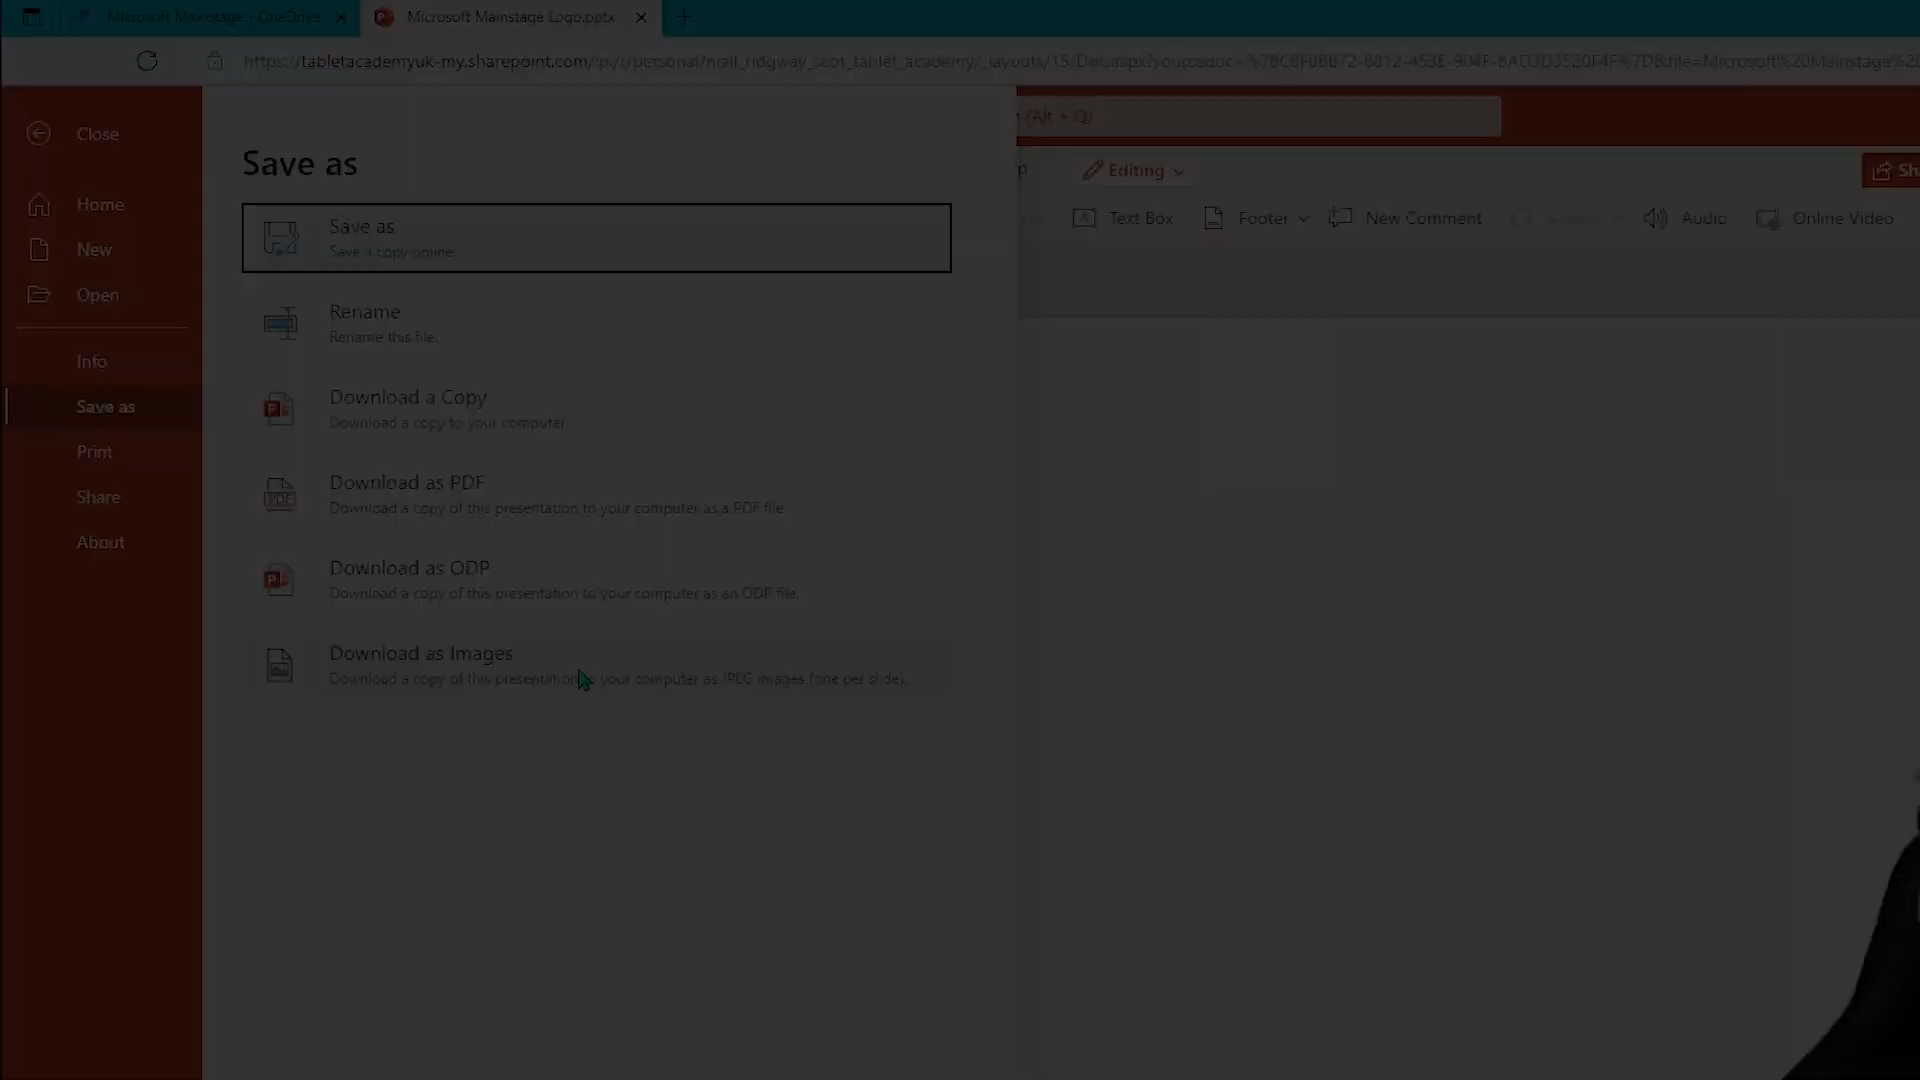 Microsoft Mainstage - OneDrive
Microsoft Mainstage Logo.pptx
https://tabletacademyuk-my.sharepoint.com/
(Alt + Q)
Close
Save as
Editing
Home
Save as
Save a copy online.
Text Box
Footer
New Comment
Audio
Online Video
New
Open
Rename
Rename this file.
Info
Save as
Download a Copy
Download a copy to your computer.
Print
Download as PDF
Download a copy of this presentation to your computer as a PDF file.
Share
About
Download as ODP
Download a copy of this presentation to your computer as an ODP file.
Download as Images
Download a copy of this presentation to your computer as JPEG images (one per slide).